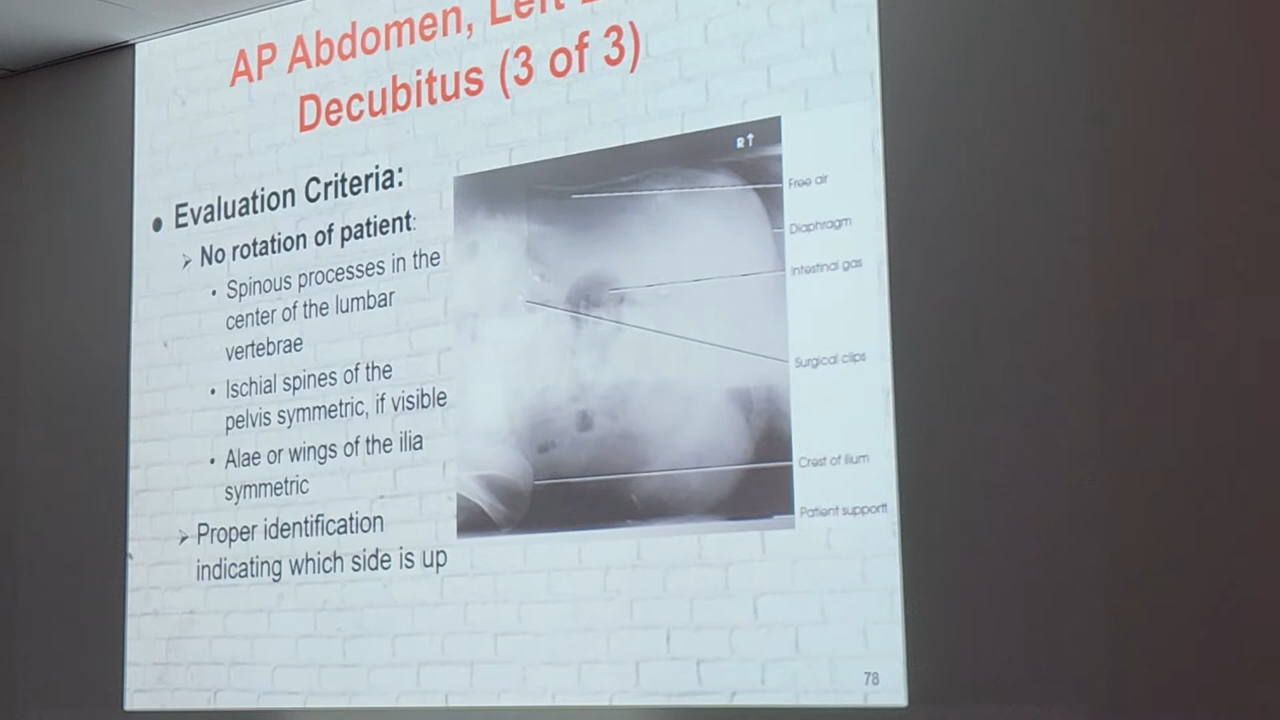 AP Abdomen, Left
Decubitus (3 of 3)
• Evaluation Criteria:
➢ No rotation of patient:
• Spinous processes in the
center of the lumbar
vertebrae
• Ischial spines of the
pelvis symmetric, if visible
• Alae or wings of the ilia
symmetric
➢ Proper identification
indicating which side is up
R↑
Free air
Diaphragm
Intestinal gas
Surgical clips
Crest of ilium
Patient supportt
78